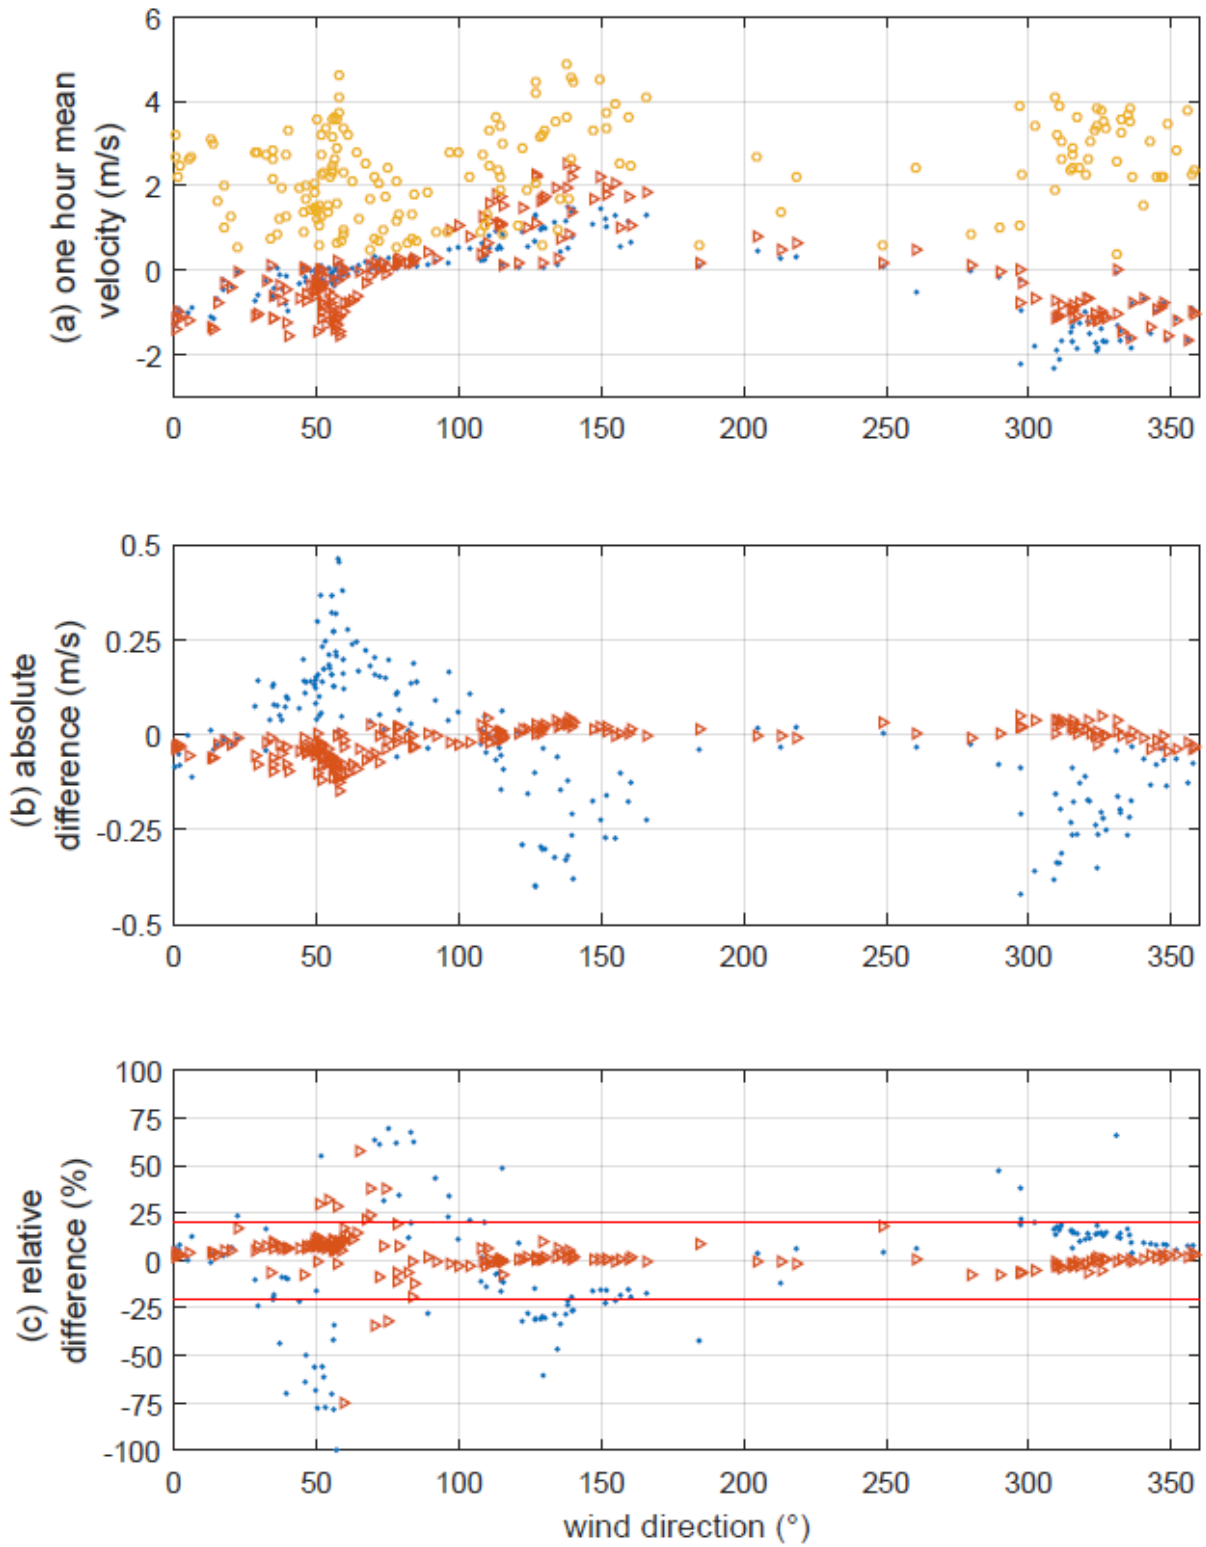 6
4
2
0
-2
(a) one hour mean
velocity (m/s)
0 50 100 150 200 250 300 350
0.5
0.25
0
-0.25
-0.5
(b) absolute
difference (m/s)
0 50 100 150 200 250 300 350
100
75
50
25
0
-25
-50
-75
-100
(c) relative
difference (%)
0 50 100 150 200 250 300 350
wind direction (°)